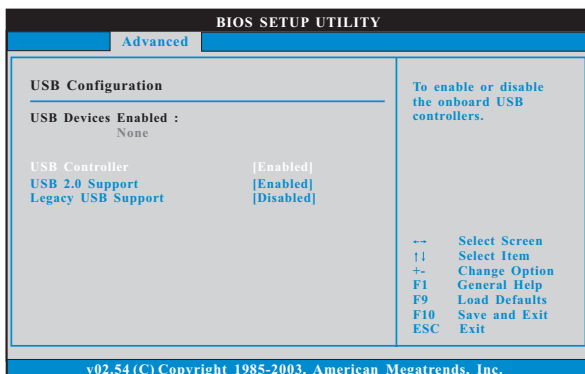 BIOS SETUP UTILITY
Advanced
USB Configuration
USB Devices Enabled :
None
USB Controller [Enabled]
USB 2.0 Support [Enabled]
Legacy USB Support [Disabled]
To enable or disable
the onboard USB
controllers.
←→ Select Screen
↑↓ Select Item
+- Change Option
F1 General Help
F9 Load Defaults
F10 Save and Exit
ESC Exit
v02.54 (C) Copyright 1985-2003, American Megatrends, Inc.